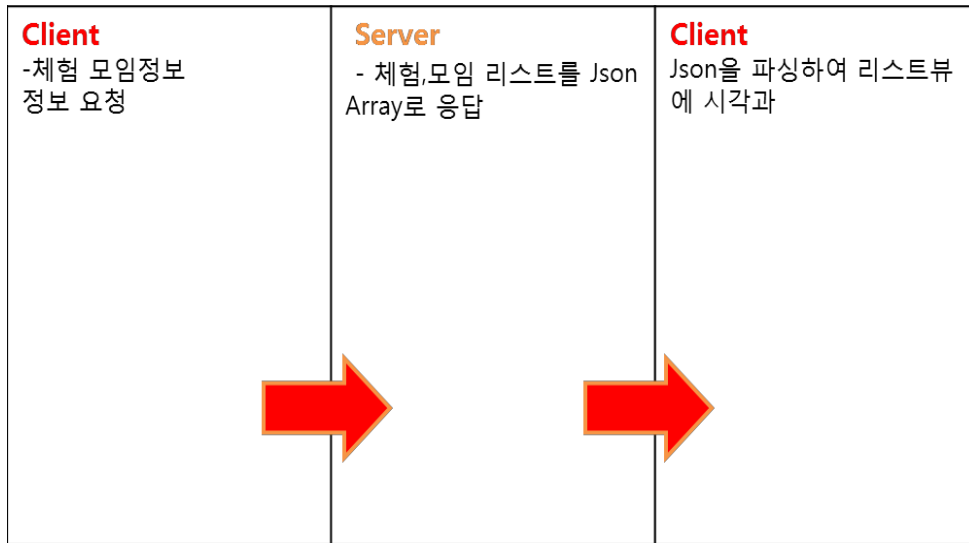 Client
-체험 모임정보
정보 요청
Server
- 체험,모임 리스트를 Json
Array로 응답
Client
Json을 파싱하여 리스트뷰
에 시각과